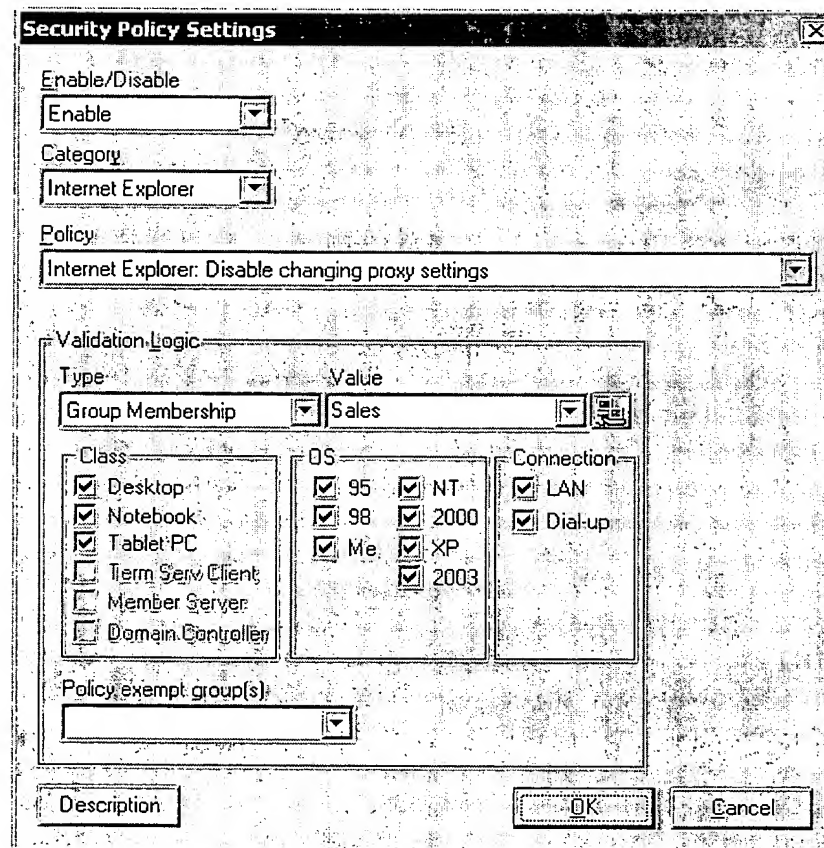 Security Policy Settings
Enable/Disable
Enable
Category
Internet Explorer
Policy
Internet Explorer: Disable changing proxy settings
Validation Logic
Type Value
Group Membership Sales
Class OS Connection
Desktop 95 NT LAN
Notebook 98 2000 Dial-up
Tablet PC Me XP
Term Serv Client 2003
Member Server
Domain Controller
Policy exempt group(s)
Description OK Cancel